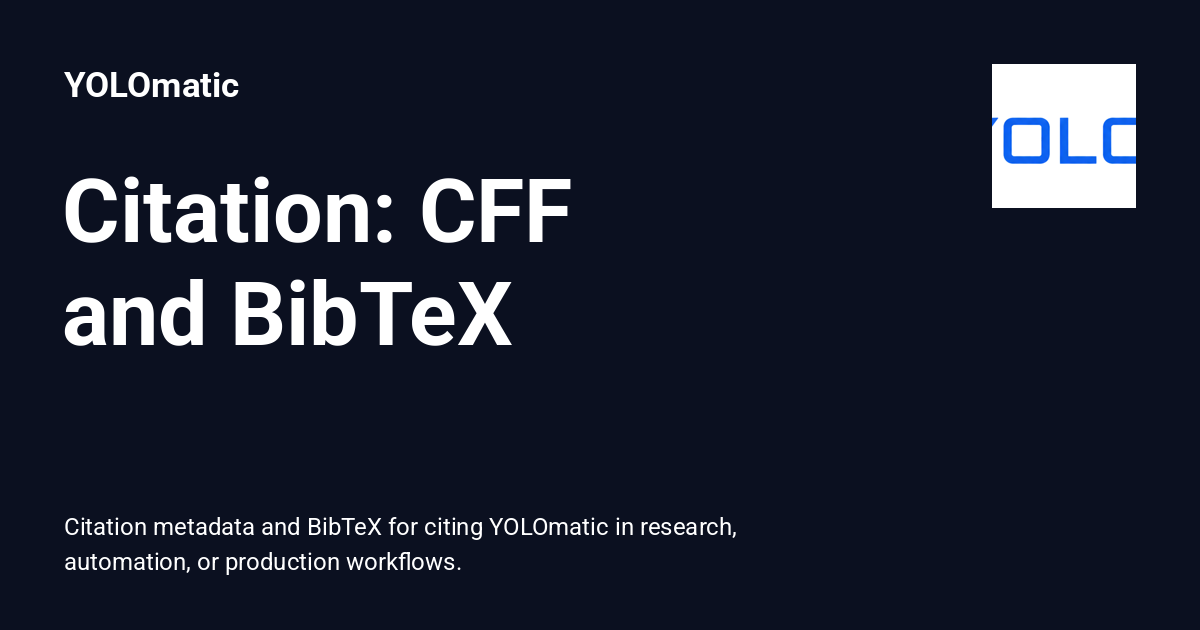 YOLOmatic
YOLO
Citation: CFF
and BibTeX
Citation metadata and BibTeX for citing YOLOmatic in research,
automation, or production workflows.